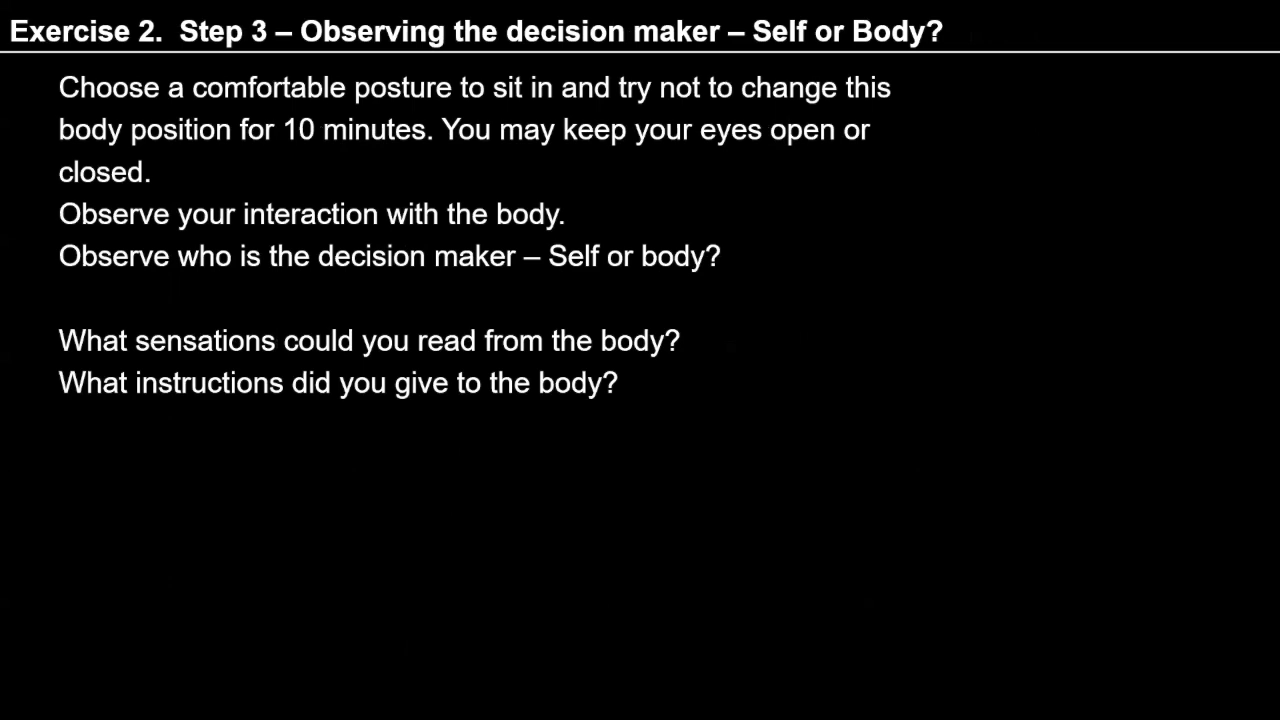 Exercise 2.  Step 3 – Observing the decision maker – Self or Body?
Choose a comfortable posture to sit in and try not to change this
body position for 10 minutes. You may keep your eyes open or
closed.
Observe your interaction with the body.
Observe who is the decision maker – Self or body?
What sensations could you read from the body?
What instructions did you give to the body?